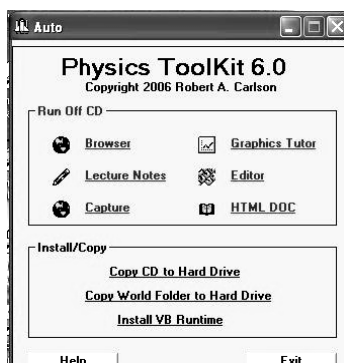 Auto
Physics ToolKit 6.0
Copyright 2006 Robert A. Carlson
Run Off CD
Browser Graphics Tutor
Lecture Notes Editor
Capture HTML DOC
Install/Copy
Copy CD to Hard Drive
Copy World Folder to Hard Drive
Install VB Runtime
Help Exit